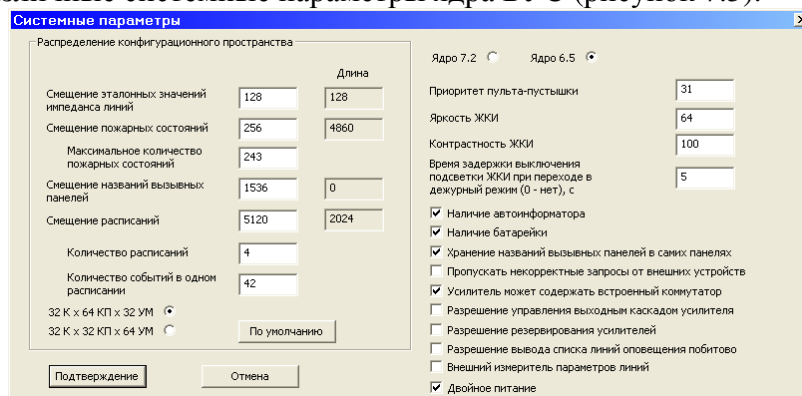 системные параметры ядра
(рисунок 7.3).
Системные параметры
Распределение конфигурационного пространства
Длина
Смещение эталонных значений
импеданса линий
128
128
Смещение пожарных состояний
256
4860
Максимальное количество
пожарных состояний
243
Смещение названий вызывных
панелей
1536
0
Смещение расписаний
5120
2024
Количество расписаний
4
Количество событий в одном
расписании
42
32 К х 64 КП х 32 УМ
32 К х 32 КП х 64 УМ
По умолчанию
Подтверждение
Отмена
Ядро 7.2
Ядро 6.5
Приоритет пульта-пустышки
31
Яркость ЖКИ
64
Контрастность ЖКИ
100
Время задержки выключения
подсветки ЖКИ при переходе в
дежурный режим (0 - нет), с
5
Наличие автоинформатора
Наличие батарейки
Хранение названий вызывных панелей в самих панелях
Пропускать некорректные запросы от внешних устройств
Усилитель может содержать встроенный коммутатор
Разрешение управления выходным каскадом усилителя
Разрешение резервирования усилителей
Разрешение вывода списка линий оповещения побитово
Внешний измеритель параметров линий
Двойное питание